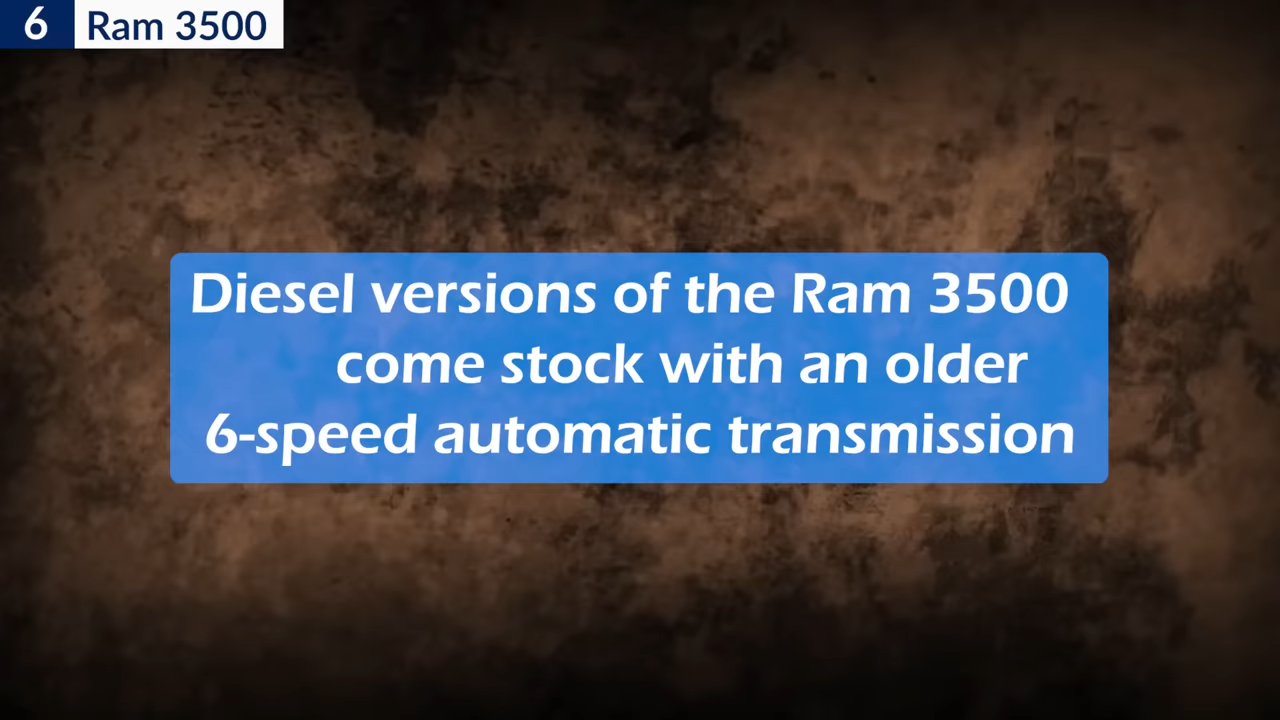 6 Ram 3500
Diesel versions of the Ram 3500
come stock with an older
6-speed automatic transmission